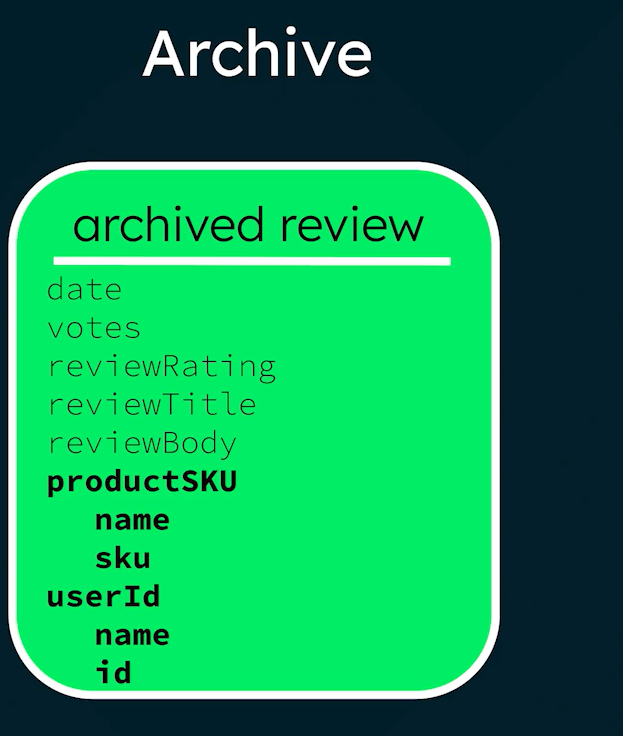 Archive
archived review
date
votes
reviewRating
reviewTitle
reviewBody
productSKU
name
sku
userId
name
id